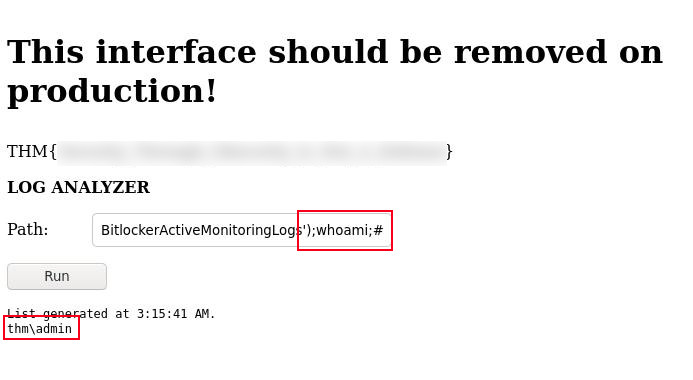 This interface should be removed on
production!
THM{ }
LOG ANALYZER
Path: BitlockerActiveMonitoringLogs');whoami;#
Run
List generated at 3:15:41 AM.
thm\admin